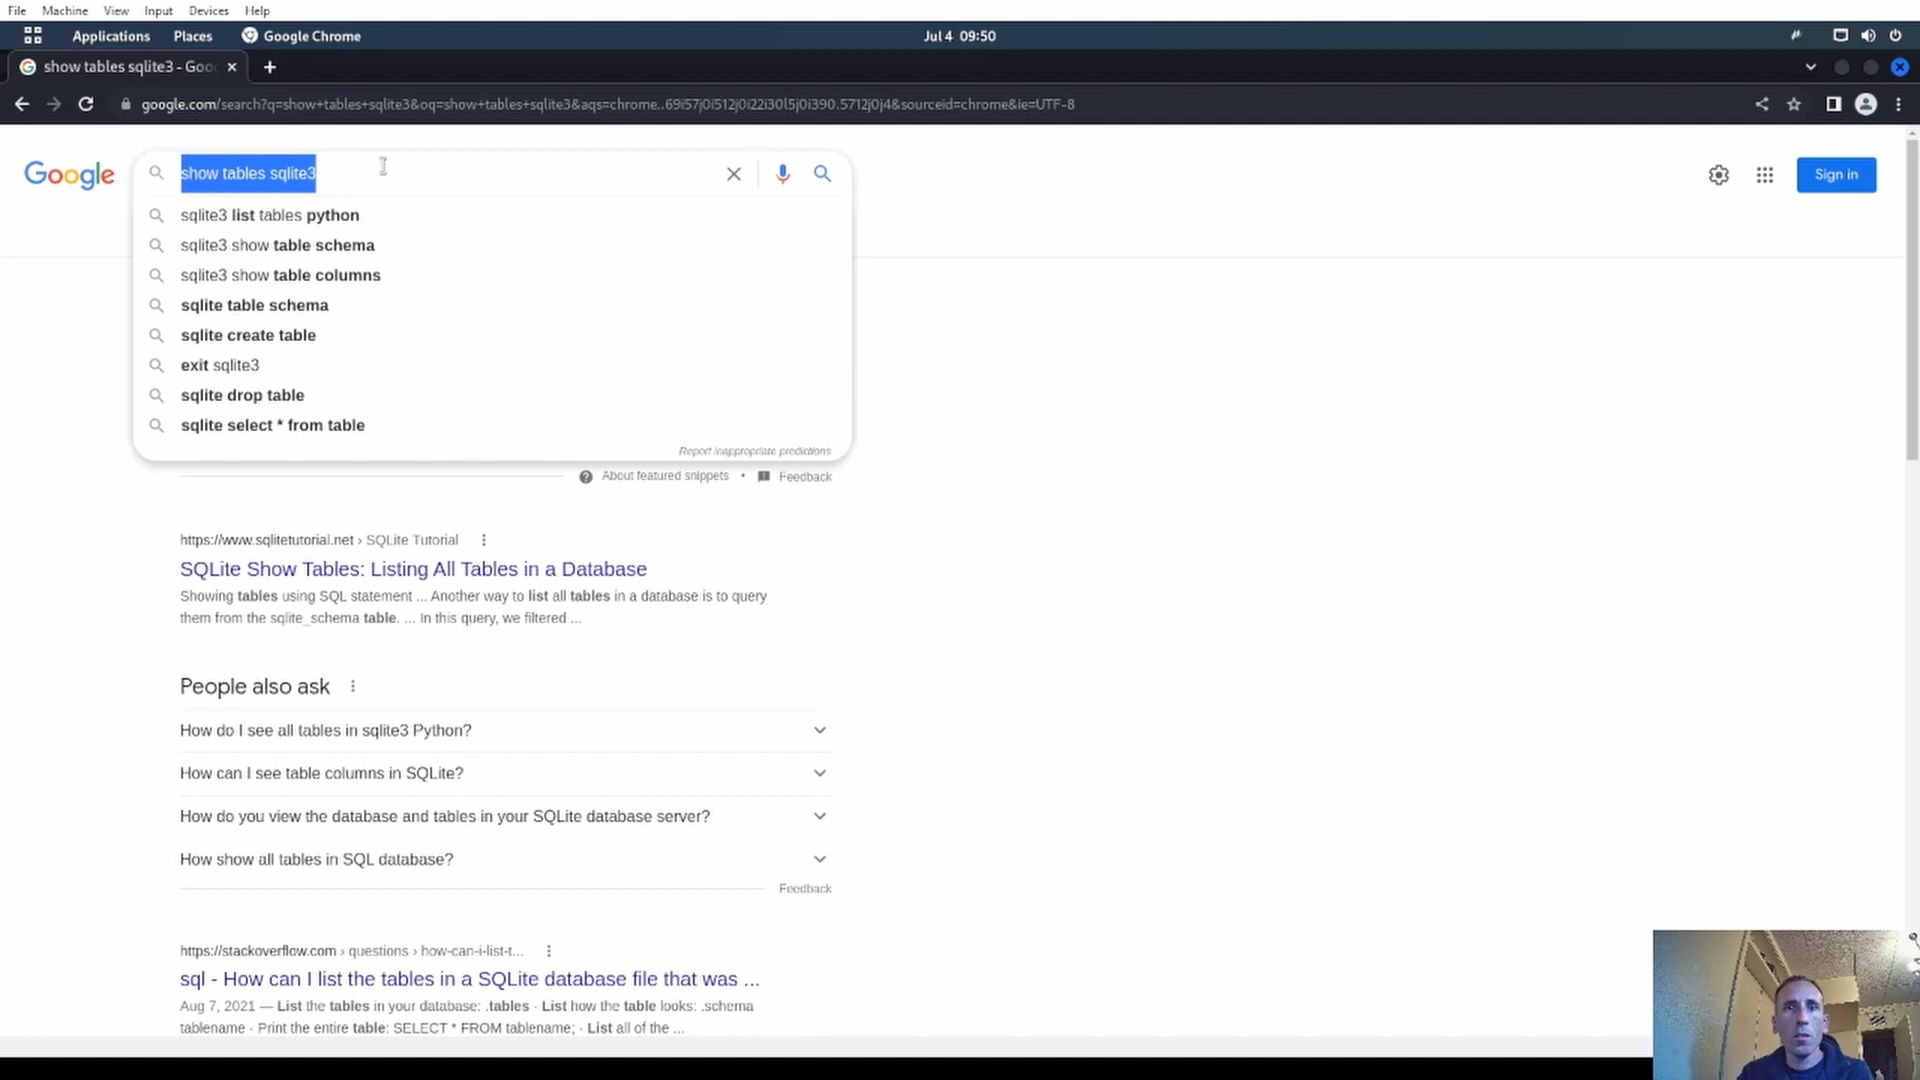 File Machine View Input Devices Help
Applications Places Google Chrome Jul 4 09:50
show tables sqlite3 - Goo
google.com/search?q=show+tables+sqlite3&oq=show+tables+sqlite3&aqs=chrome..69i57j0i512j0i22i30l5j0i390.5712j0j4&sourceid=chrome&ie=UTF-8
Google
show tables sqlite3
Sign in
sqlite3 list tables python
sqlite3 show table schema
sqlite3 show table columns
sqlite table schema
sqlite create table
exit sqlite3
sqlite drop table
sqlite select * from table
Report inappropriate predictions
About featured snippets • Feedback
https://www.sqlitetutorial.net › SQLite Tutorial
SQLite Show Tables: Listing All Tables in a Database
Showing tables using SQL statement ... Another way to list all tables in a database is to query
them from the sqlite_schema table. ... In this query, we filtered ...
People also ask
How do I see all tables in sqlite3 Python?
How can I see table columns in SQLite?
How do you view the database and tables in your SQLite database server?
How show all tables in SQL database?
Feedback
https://stackoverflow.com › questions › how-can-i-list-t...
sql - How can I list the tables in a SQLite database file that was ...
Aug 7, 2021 — List the tables in your database: .tables · List how the table looks: .schema
tablename · Print the entire table: SELECT * FROM tablename; · List all of the ...